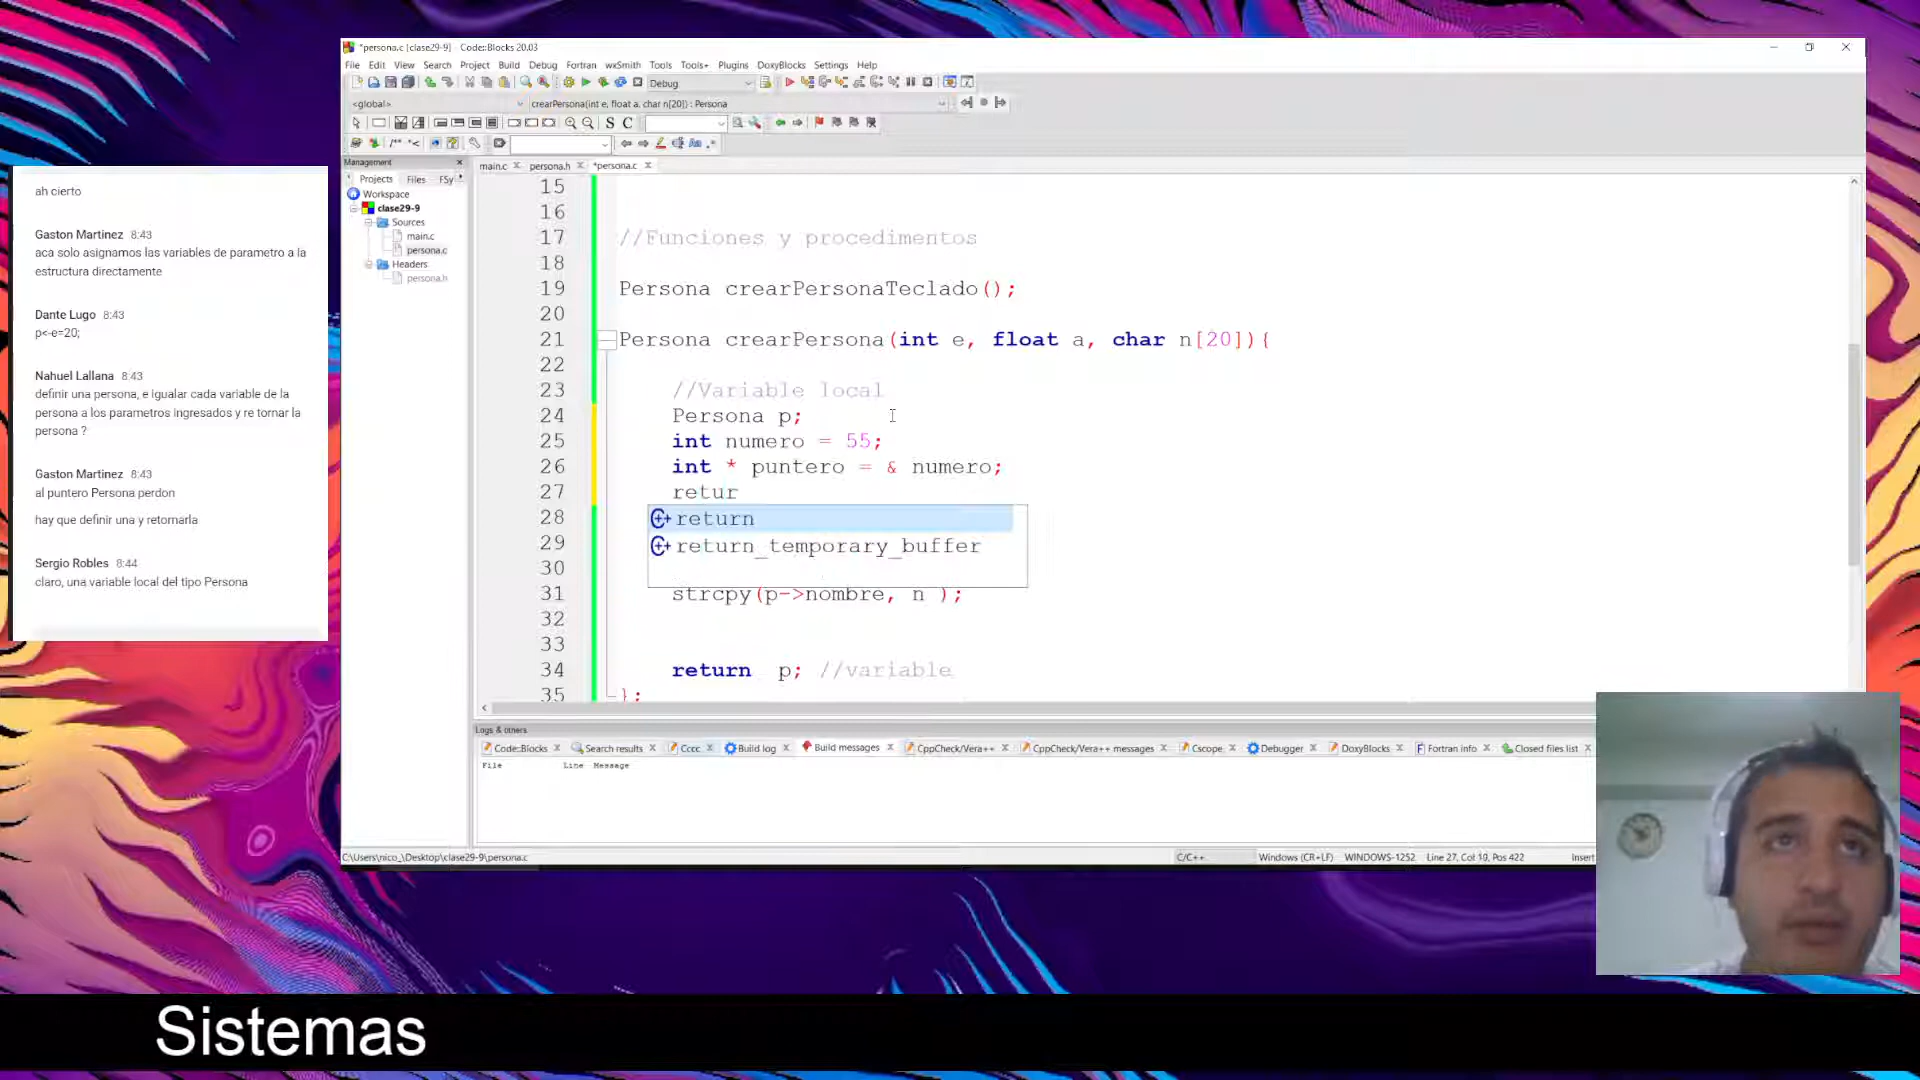 *persona.c [clase29-9] - Code::Blocks 20.03
File Edit View Search Project Build Debug Fortran wxSmith Tools Tools+ Plugins DoxyBlocks Settings Help
Debug
<global>
crearPersona(int e, float a, char n[20]) : Persona
S C
Management
Projects Files FSy
Workspace
clase29-9
Sources
main.c
persona.c
Headers
persona.h
main.c persona.h *persona.c
15
16
17 //Funciones y procedimentos
18
19 Persona crearPersonaTeclado();
20
21 Persona crearPersona(int e, float a, char n[20]){
22
23 //Variable local
24 Persona p;
25 int numero = 55;
26 int * puntero = & numero;
27 retur
28 return
29 return_temporary_buffer
30
31 strcpy(p->nombre, n );
32
33
34 return  p; //variable
35 };
Logs & others
Code::Blocks Search results Cccc Build log Build messages CppCheck/Vera++ CppCheck/Vera++ messages Cscope Debugger DoxyBlocks Fortran info Closed files list
File Line Message
C:\Users\nico_\Desktop\clase29-9\persona.c C/C++ Windows (CR+LF) WINDOWS-1252 Line 27, Col 10, Pos 422 Insert
ah cierto
Gaston Martinez 8:43
aca solo asignamos las variables de parametro a la
estructura directamente
Dante Lugo 8:43
p<-e=20;
Nahuel Lallana 8:43
definir una persona, e igualar cada variable de la
persona a los parametros ingresados y re tornar la
persona ?
Gaston Martinez 8:43
al puntero Persona perdon
hay que definir una y retornarla
Sergio Robles 8:44
claro, una variable local del tipo Persona
Sistemas